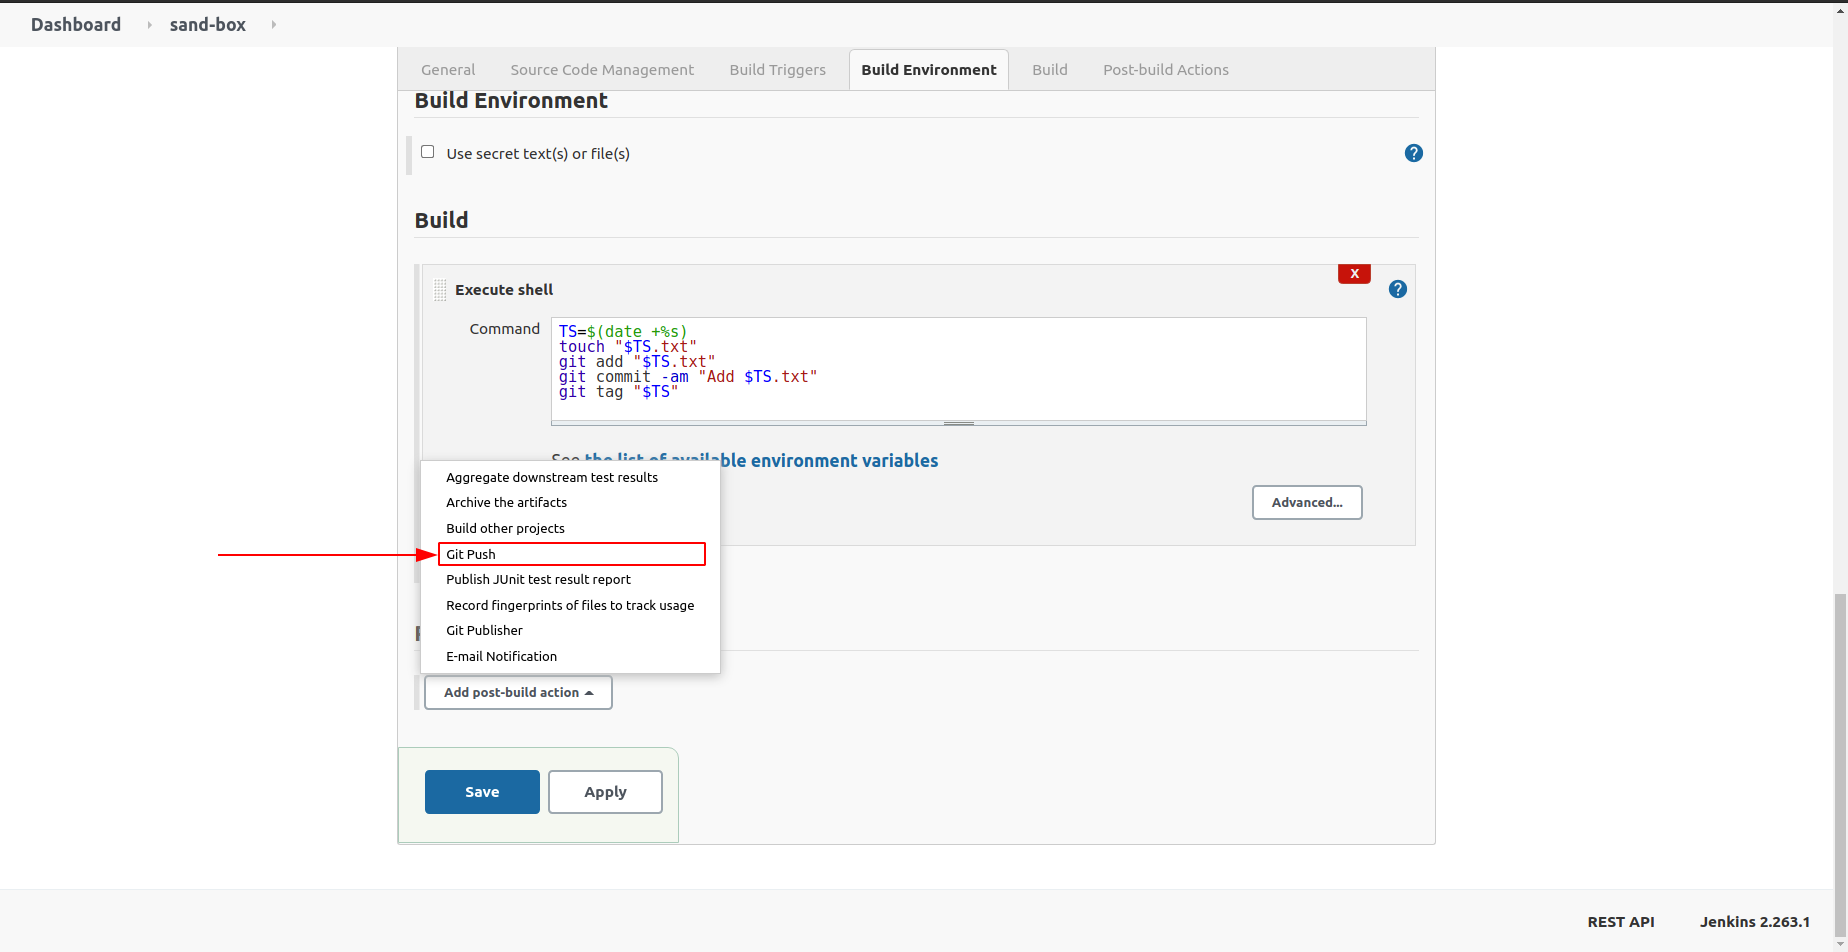 Dashboard sand-box
General Source Code Management Build Triggers Build Environment Build Post-build Actions
Build Environment
Use secret text(s) or file(s)
?
Build
X
Execute shell
?
Command
TS=$(date +%s)
touch "$TS.txt"
git add "$TS.txt"
git commit -am "Add $TS.txt"
git tag "$TS"
See the list of available environment variables
Aggregate downstream test results
Archive the artifacts
Advanced...
Build other projects
Git Push
Publish JUnit test result report
Record fingerprints of files to track usage
Git Publisher
E-mail Notification
Add post-build action
Save Apply
REST API Jenkins 2.263.1